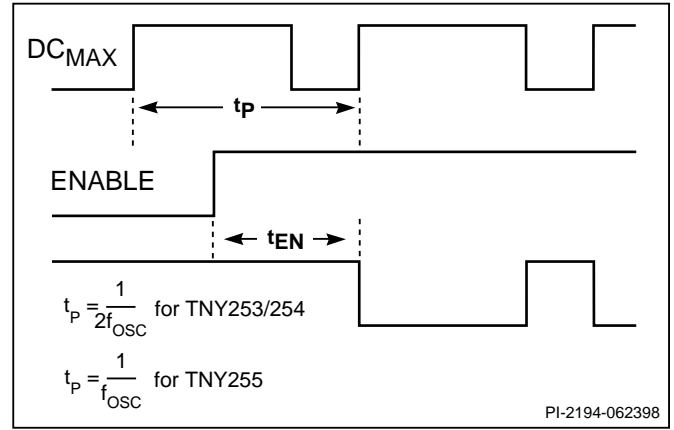 DCMAX
tP
ENABLE
tEN
tP = 1/2fOSC for TNY253/254
tP = 1/fOSC for TNY255
PI-2194-062398